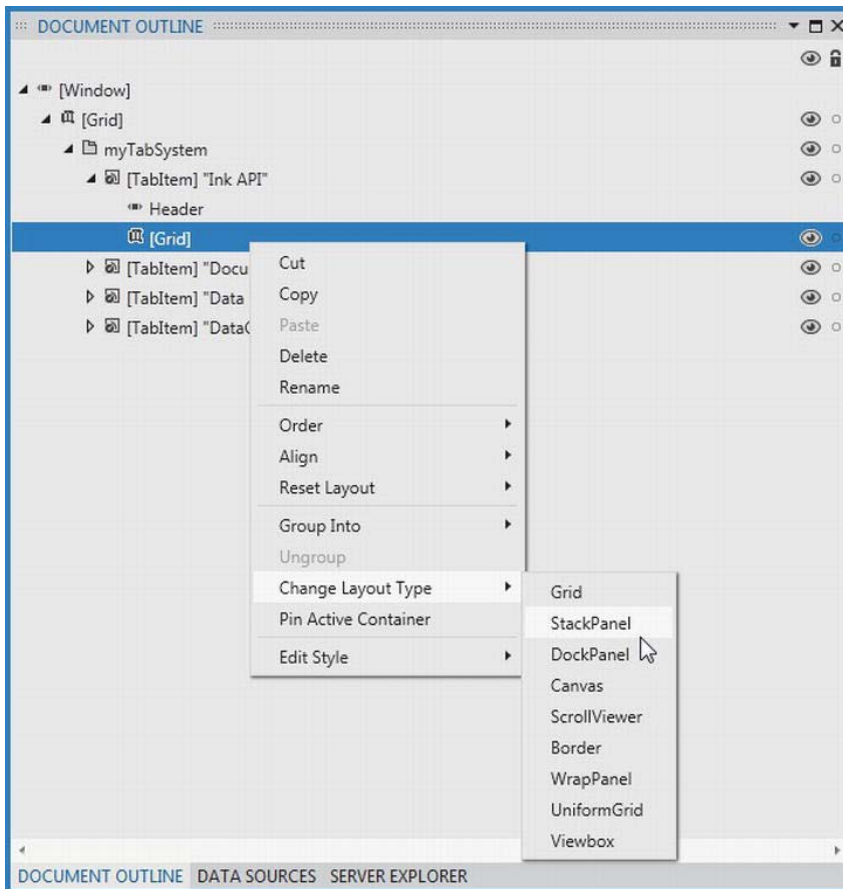 DOCUMENT OUTLINE
[Window]
[Grid]
myTabSystem
[TabItem] "Ink API"
Header
[Grid]
[TabItem] "Docu
[TabItem] "Data
[TabItem] "Data
Cut
Copy
Paste
Delete
Rename
Order
Align
Reset Layout
Group Into
Ungroup
Change Layout Type
Pin Active Container
Edit Style
Grid
StackPanel
DockPanel
Canvas
ScrollViewer
Border
WrapPanel
UniformGrid
Viewbox
DOCUMENT OUTLINE DATA SOURCES SERVER EXPLORER